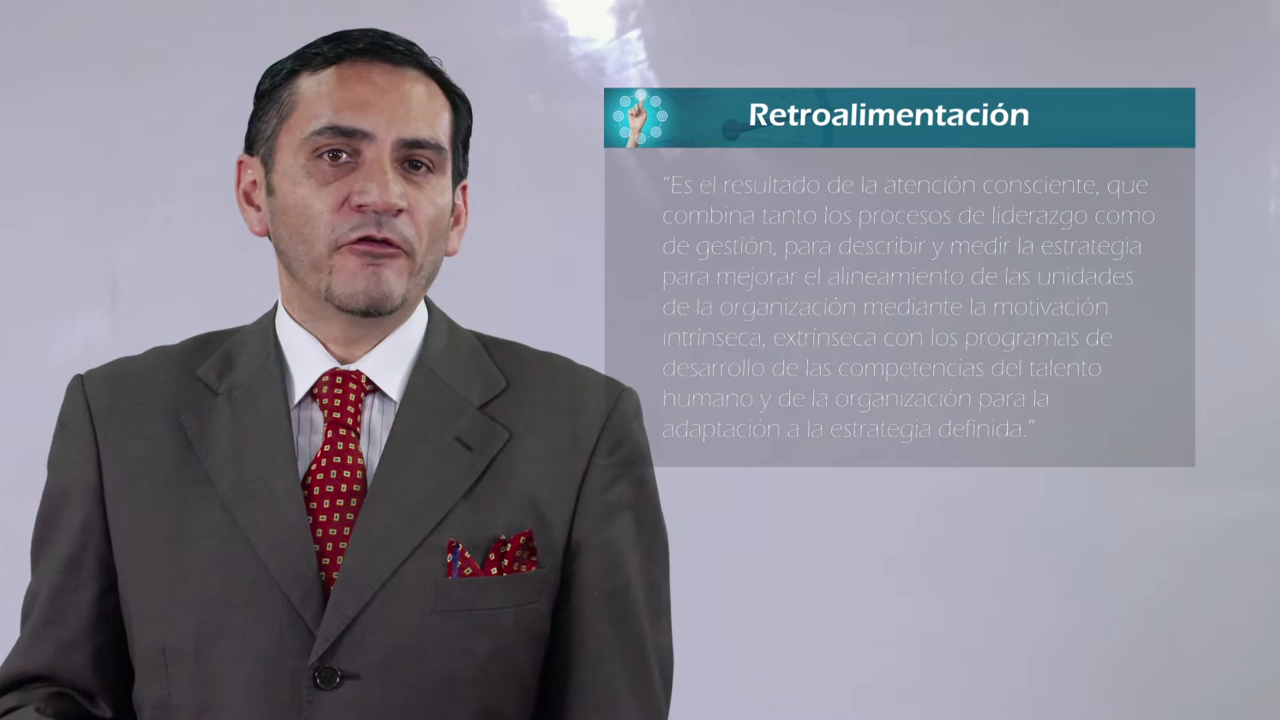 Retroalimentación
“Es el resultado de la atención consciente, que
combina tanto los procesos de liderazgo como
de gestión, para describir y medir la estrategia
para mejorar el alineamiento de las unidades
de la organización mediante la motivación
intrínseca, extrínseca con los programas de
desarrollo de las competencias del talento
humano y de la organización para la
adaptación a la estrategia definida.”